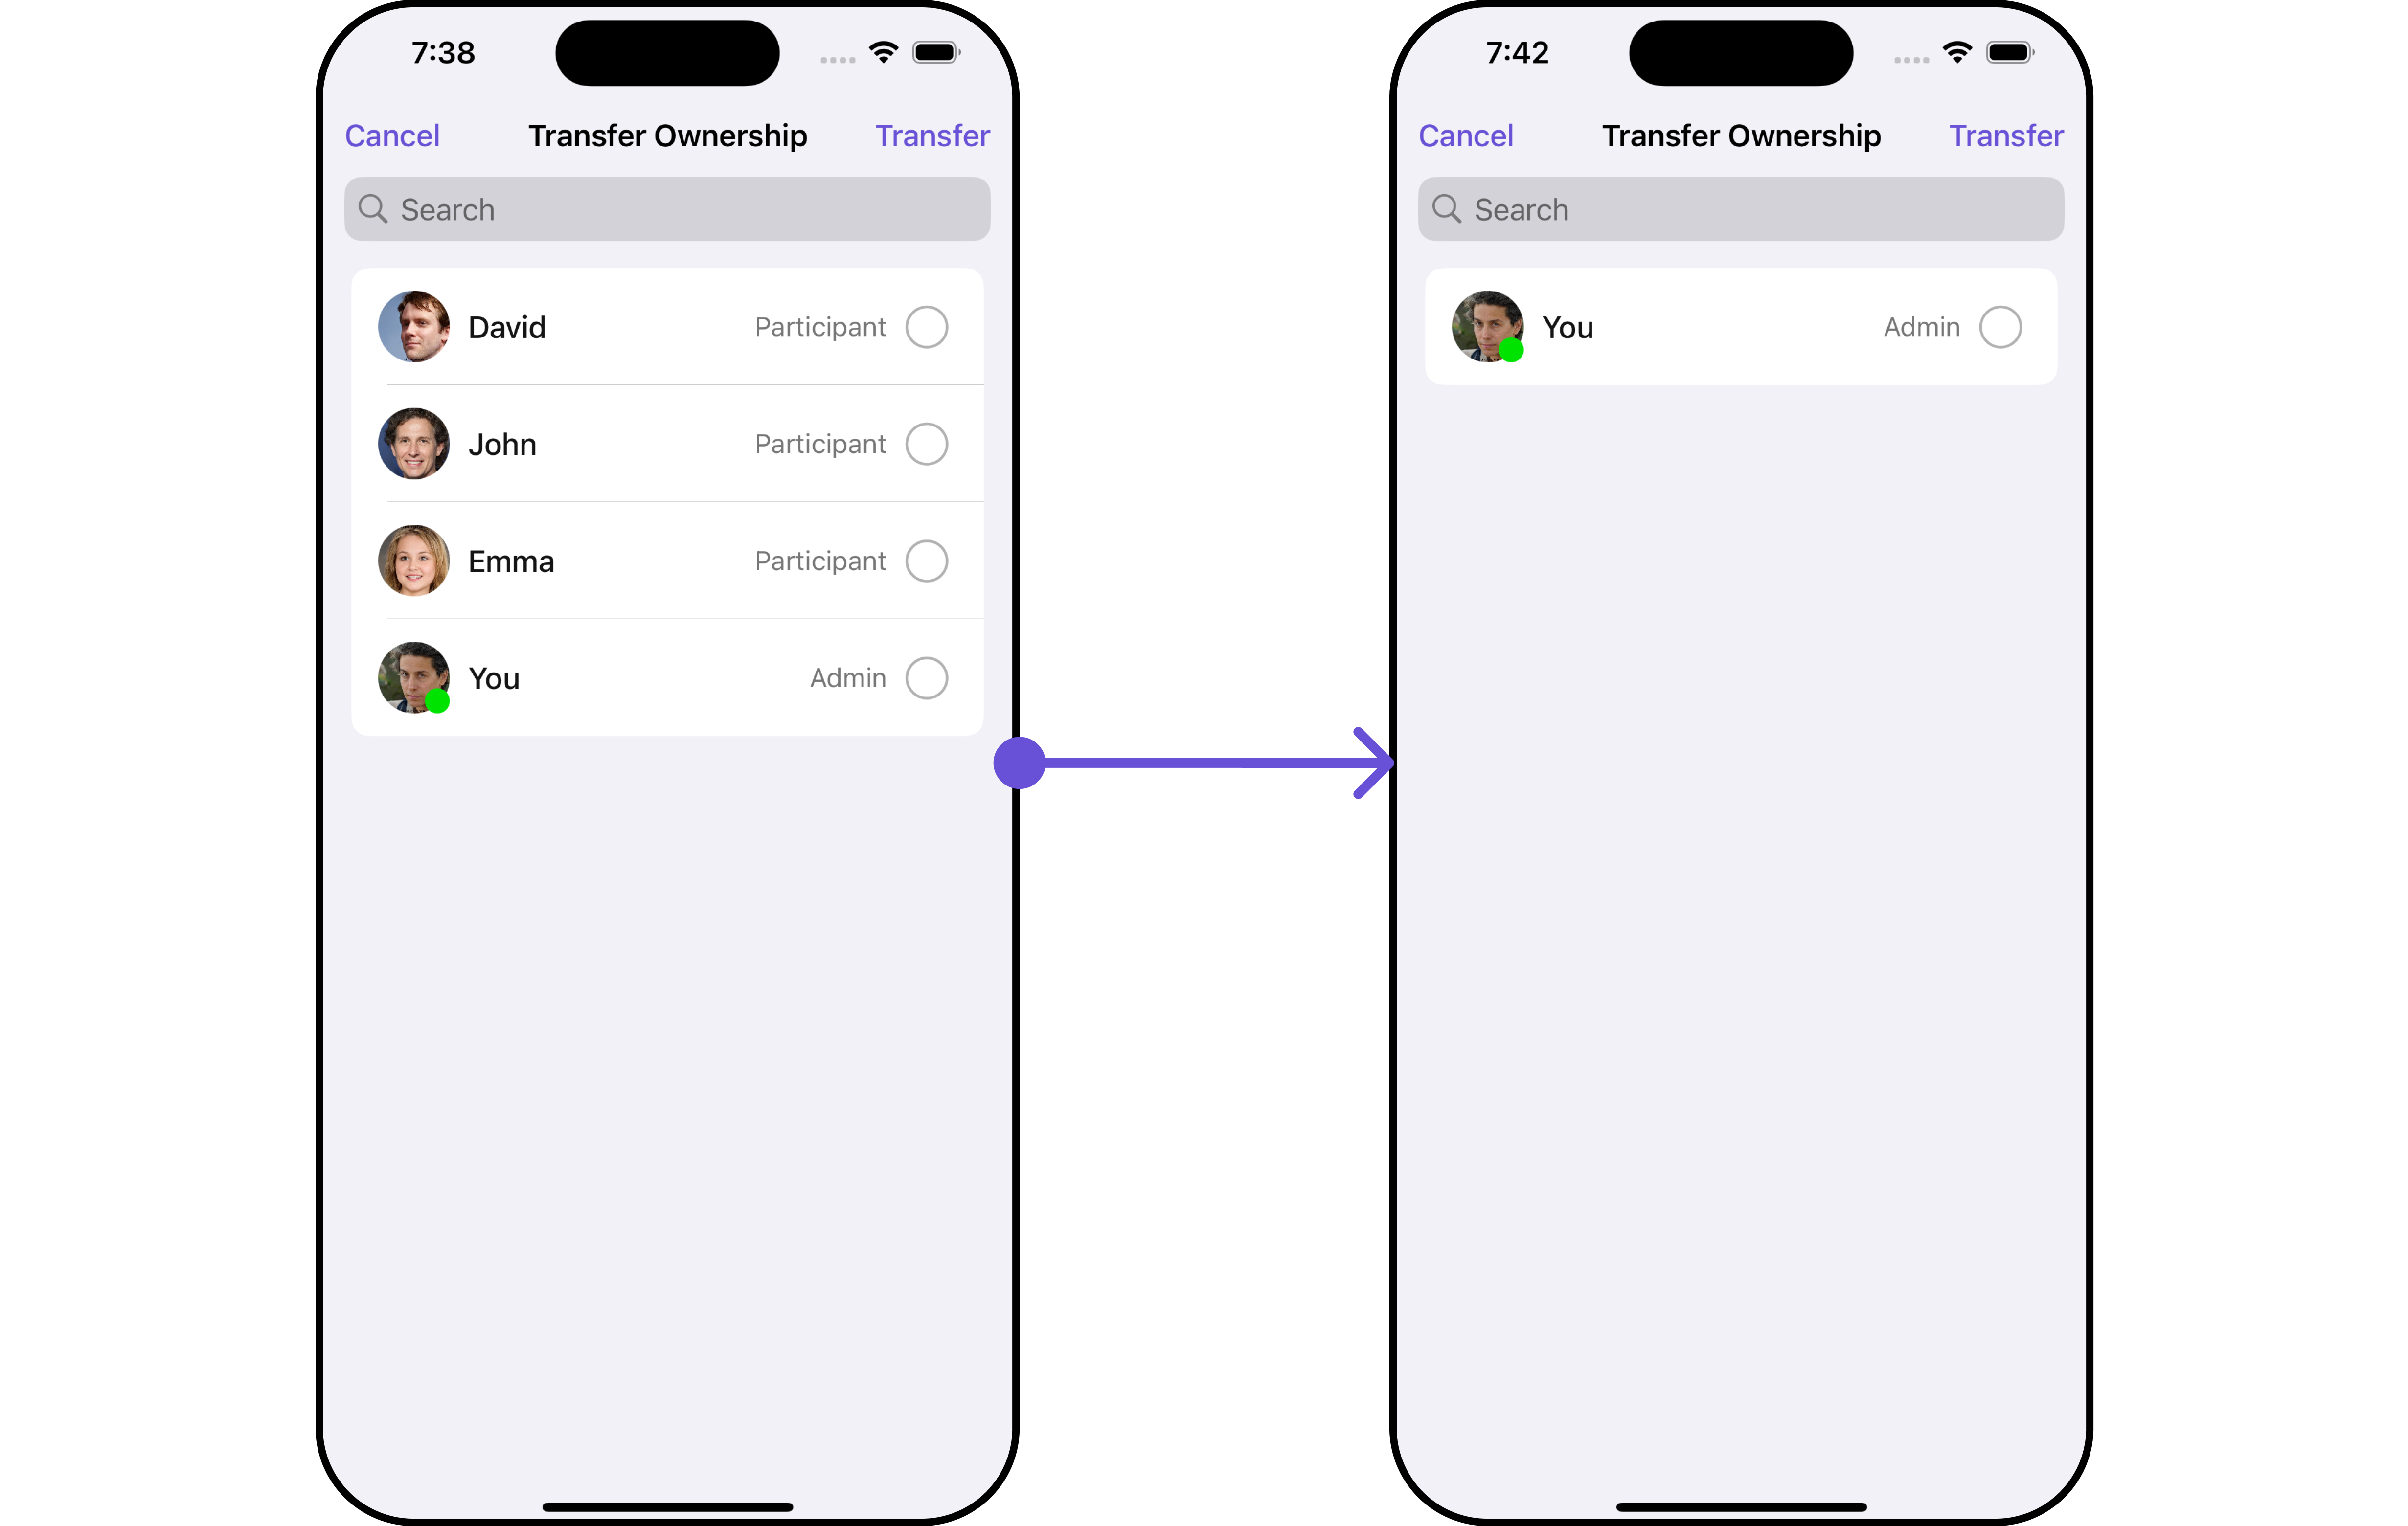 7:38
Cancel Transfer Ownership Transfer
Search
David Participant
John Participant
Emma Participant
You Admin
7:42
Cancel Transfer Ownership Transfer
Search
You Admin